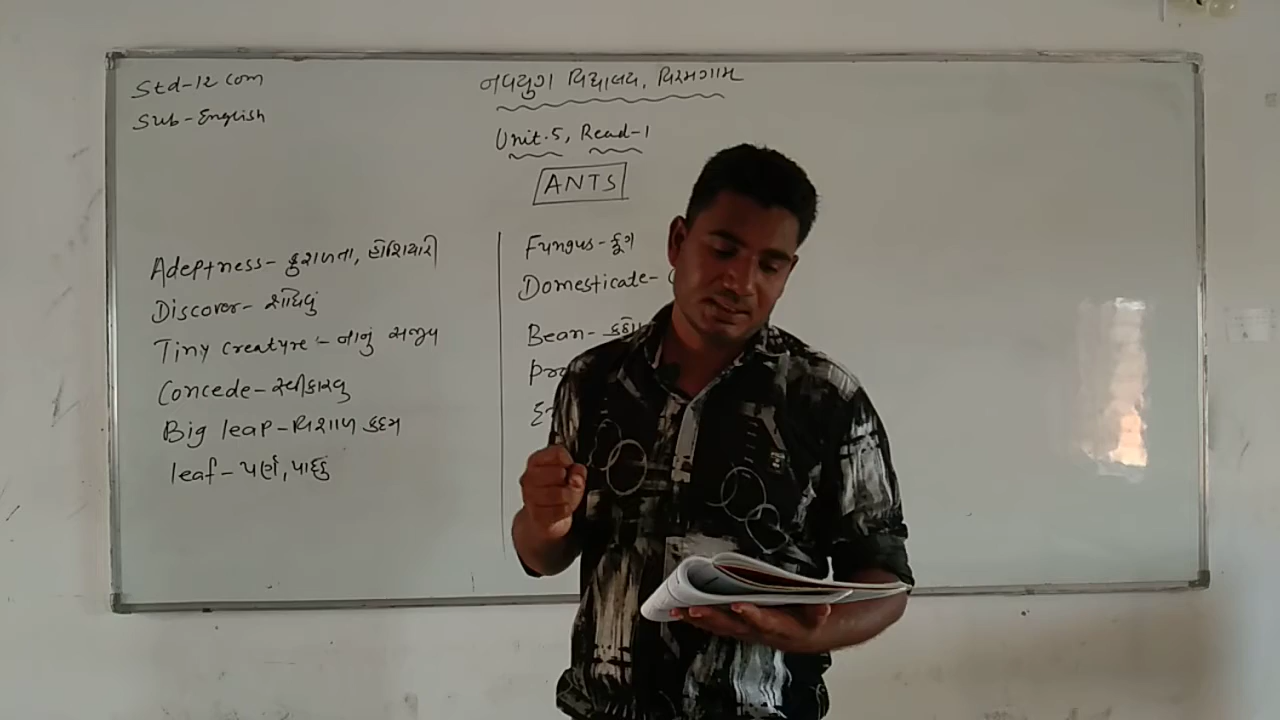 Std-12 Com
Sub-English
નવયુગ વિદ્યાલય, વિરમગામ
Unit.5, Read-1
ANTS
Adeptness- કુશળતા, હોશિયારી
Discover- શોધવું
Tiny Creatyre - નાનું સજીવ
Concede- સ્વીકારવુ
Big leap- વિશાળ કદમ
leaf- પર્ણ, પાંદડું
Fungus- ફૂગ
Domesticate-
Bean-